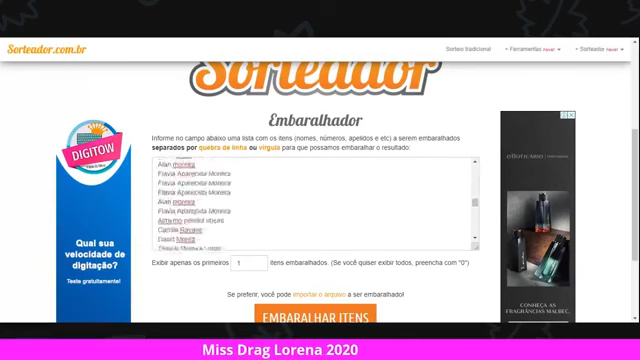 Sorteador.com.br
Sorteio tradicional
+ Ferramentas novo!
+ Sorteador novo!
Sorteador
Embaralhador
Informe no campo abaixo uma lista com os itens (nomes, números, apelidos e etc) a serem embaralhados
separados por quebra de linha ou vírgula para que possamos embaralhar o resultado:
Alan moreira
Flavia Aparecida Moreira
Flavia Aparecida Moreira
Flavia Aparecida Moreira
Alan moreira
Flavia Aparecida Moreira
Camila
Exibir apenas os primeiros 1 itens embaralhados. (Se você quiser exibir todos, preencha com "0")
Se preferir, você pode importar o arquivo a ser embaralhado!
EMBARALHAR ITENS
DIGITOW
Qual sua
velocidade de
digitação?
Teste gratuitamente!
CONHEÇA AS
FRAGRÂNCIAS MALBEC.
Miss Drag Lorena 2020